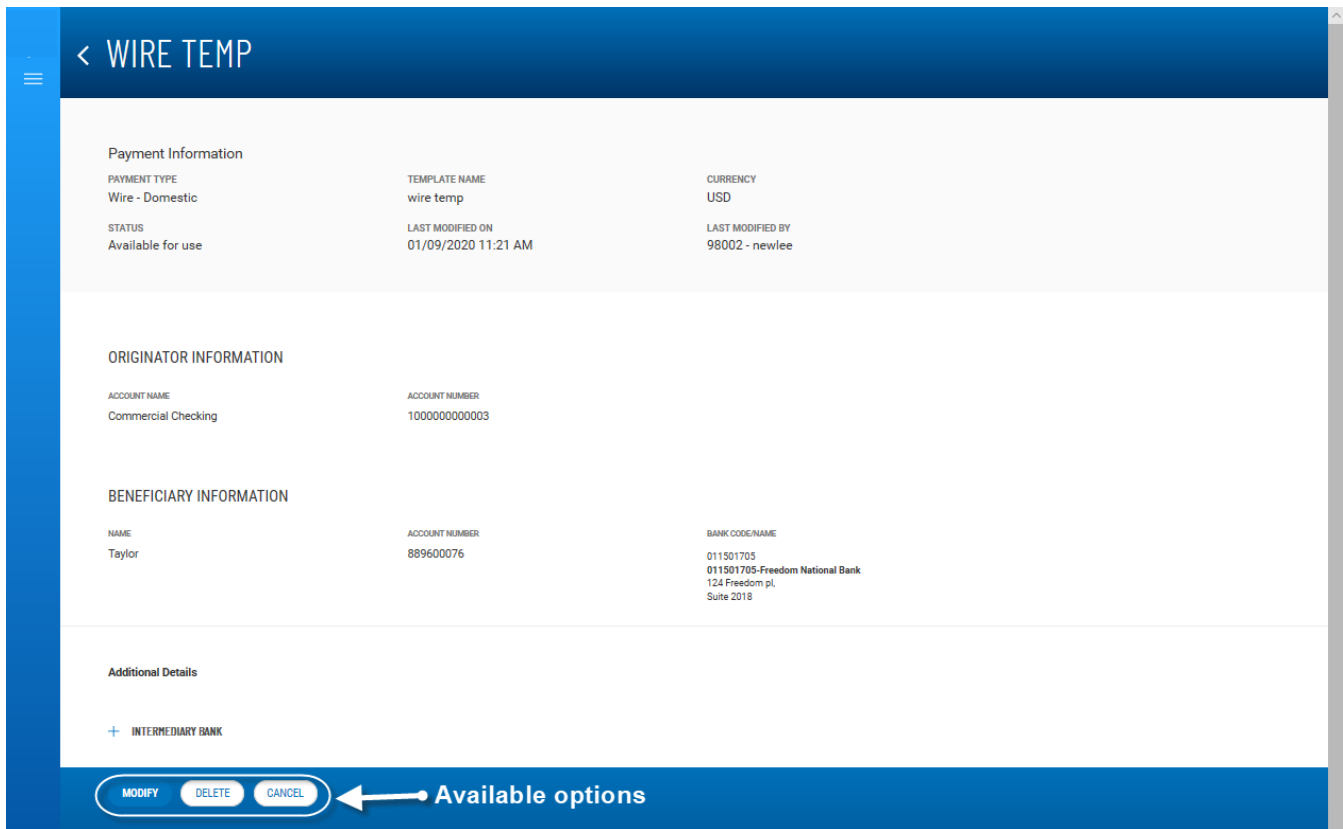 WIRE TEMP
Payment Information
PAYMENT TYPE TEMPLATE NAME CURRENCY
Wire - Domestic wire temp USD
STATUS LAST MODIFIED ON LAST MODIFIED BY
Available for use 01/09/2020 11:21 AM 98002 - newlee
ORIGINATOR INFORMATION
ACCOUNT NAME ACCOUNT NUMBER
Commercial Checking 1000000000003
BENEFICIARY INFORMATION
NAME ACCOUNT NUMBER BANK CODE/NAME
Taylor 889600076 011501705
011501705-Freedom National Bank
124 Freedom pl,
Suite 2018
Additional Details
+ INTERMEDIARY BANK
MODIFY DELETE CANCEL Available options